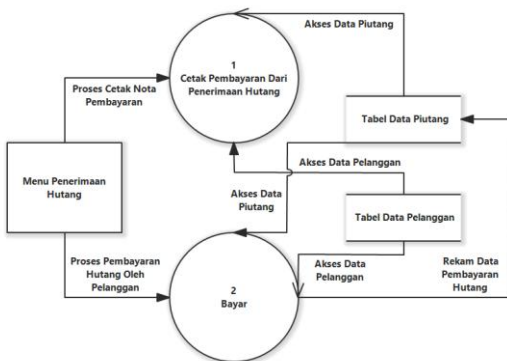 Akses Data Piutang
1
Cetak Pembayaran Dari
Penerimaan Hutang
Proses Cetak Nota
Pembayaran
Tabel Data Piutang
Menu Penerimaan
Hutang
Akses Data Pelanggan
Akses Data
Piutang
Tabel Data Pelanggan
Proses Pembayaran
Hutang Oleh
Pelanggan
2
Bayar
Akses Data
Pelanggan
Rekam Data
Pembayaran
Hutang